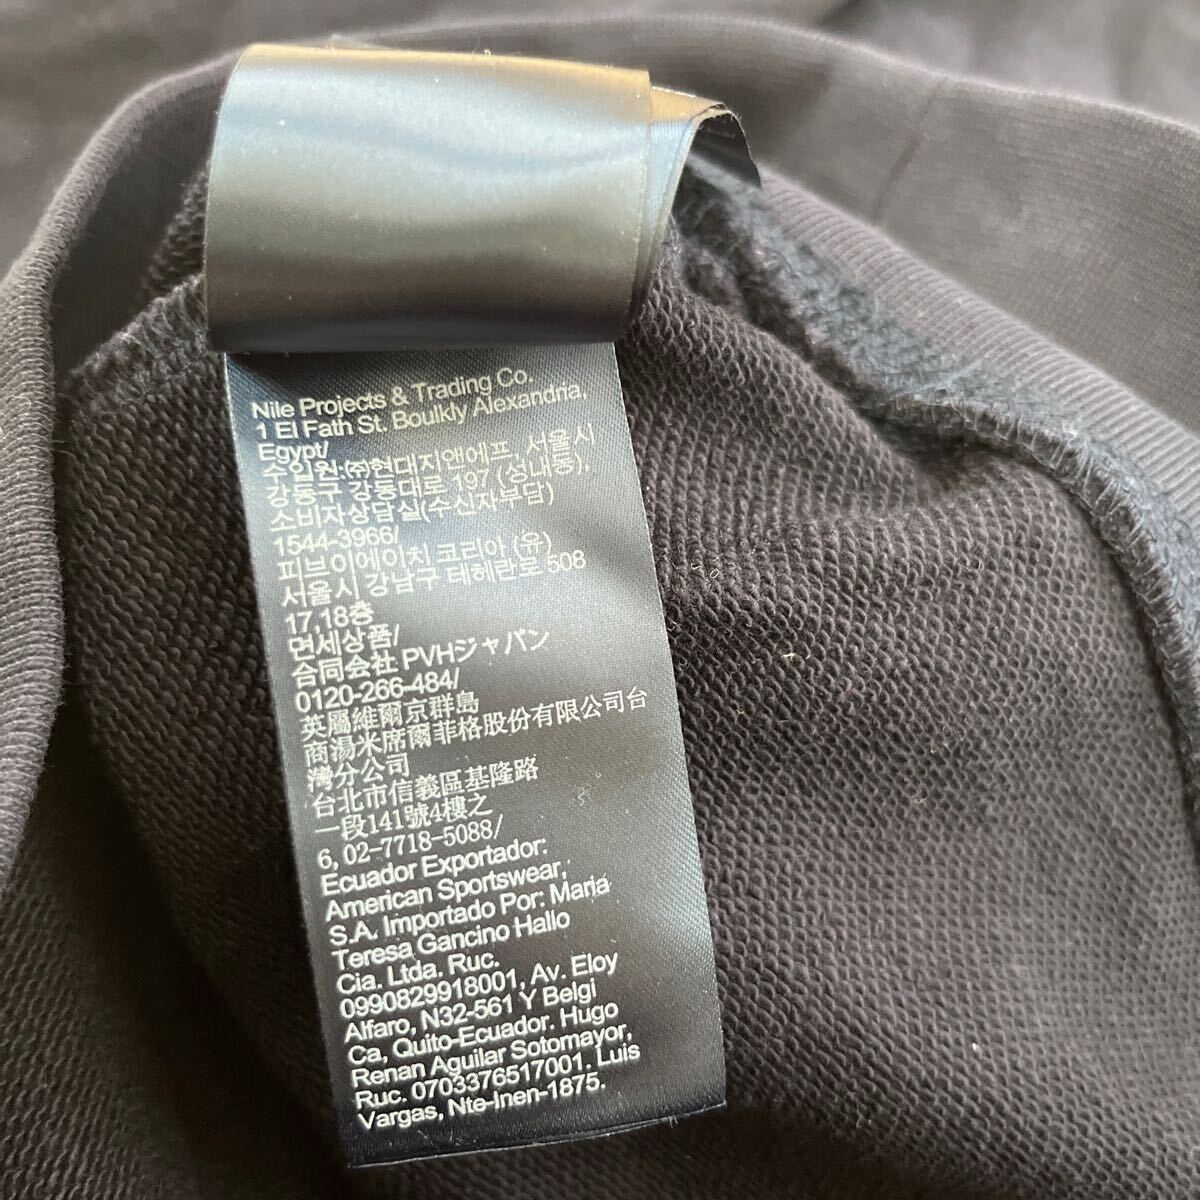 Nile Projects & Trading Co.
1 El Fath St. Boulkly Alexandria,
Egypt/
수입원:(주)현대지앤에프, 서울시
강동구 강동대로 197 (성내동),
소비자상담실(수신자부담)
1544-3966/
피브이에이치 코리아 (유)
서울시 강남구 테헤란로 508
17,18층
면세상품/
合同会社 PVHジャパン
0120-266-484/
英屬維爾京群島
商湯米席爾菲格股份有限公司台
灣分公司
台北市信義區基隆路
一段141號4樓之
6, 02-7718-5088/
Ecuador Exportador:
American Sportswear,
S.A. Importado Por: Maria
Teresa Gancino Hallo
Cia. Ltda. Ruc.
0990829918001, Av. Eloy
Alfaro, N32-561 Y Belgi
Ca, Quito-Ecuador. Hugo
Renan Aguilar Sotomayor,
Ruc. 0703376517001. Luis
Vargas, Nte-Inen-1875.